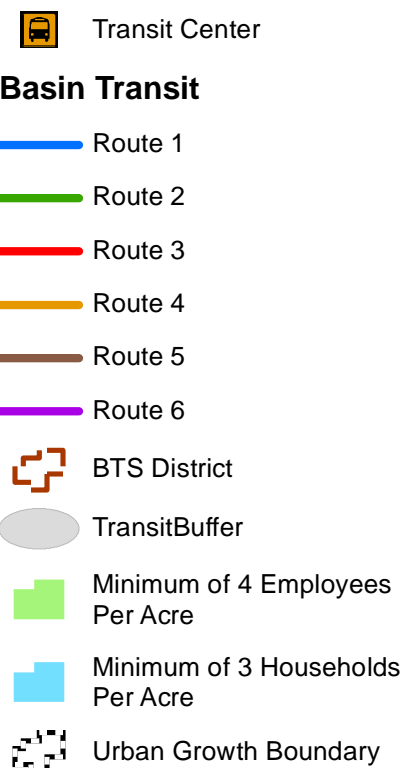 Transit Center
Basin Transit
Route 1
Route 2
Route 3
Route 4
Route 5
Route 6
BTS District
TransitBuffer
Minimum of 4 Employees
Per Acre
Minimum of 3 Households
Per Acre
Urban Growth Boundary